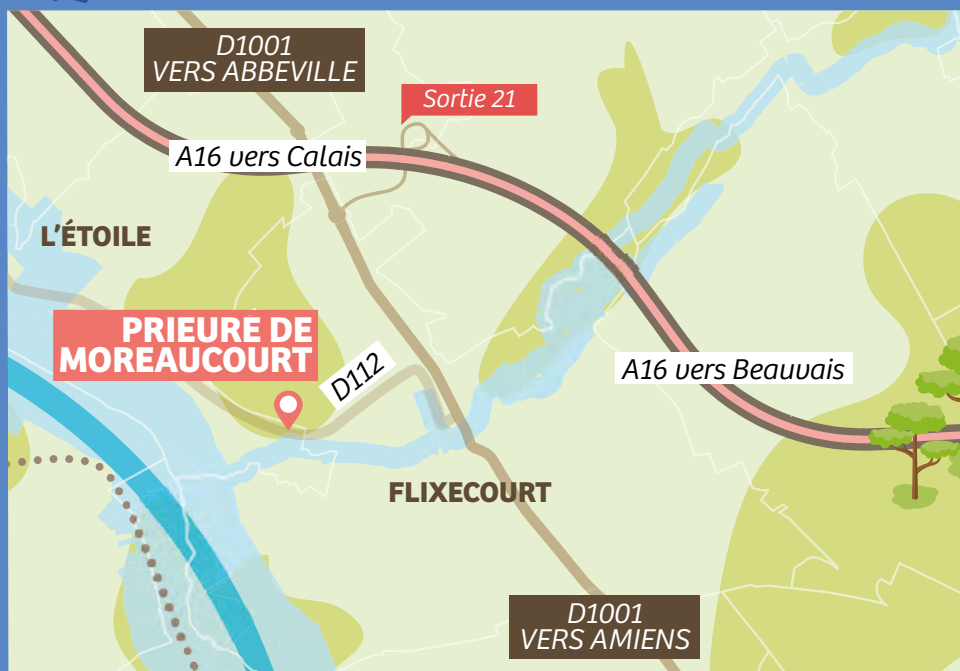 D1001
VERS ABBEVILLE
Sortie 21
A16 vers Calais
L'ÉTOILE
PRIEURÉ DE
MOREAUCOURT
D112
A16 vers Beauvais
FLIXECOURT
D1001
VERS AMIENS